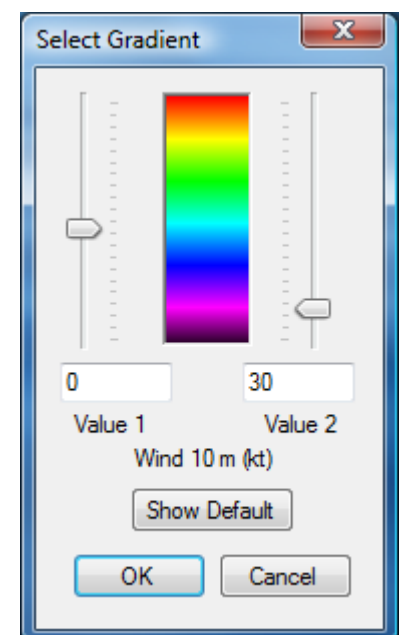 Select Gradient
0 30
Value 1 Value 2
Wind 10 m (kt)
Show Default
OK Cancel